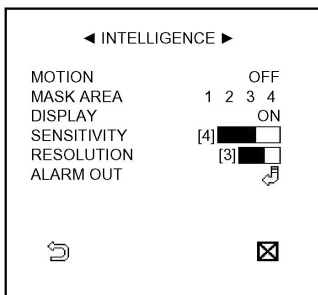 ◄ INTELLIGENCE ►
MOTION OFF
MASK AREA 1 2 3 4
DISPLAY ON
SENSITIVITY [4]
RESOLUTION [3]
ALARM OUT